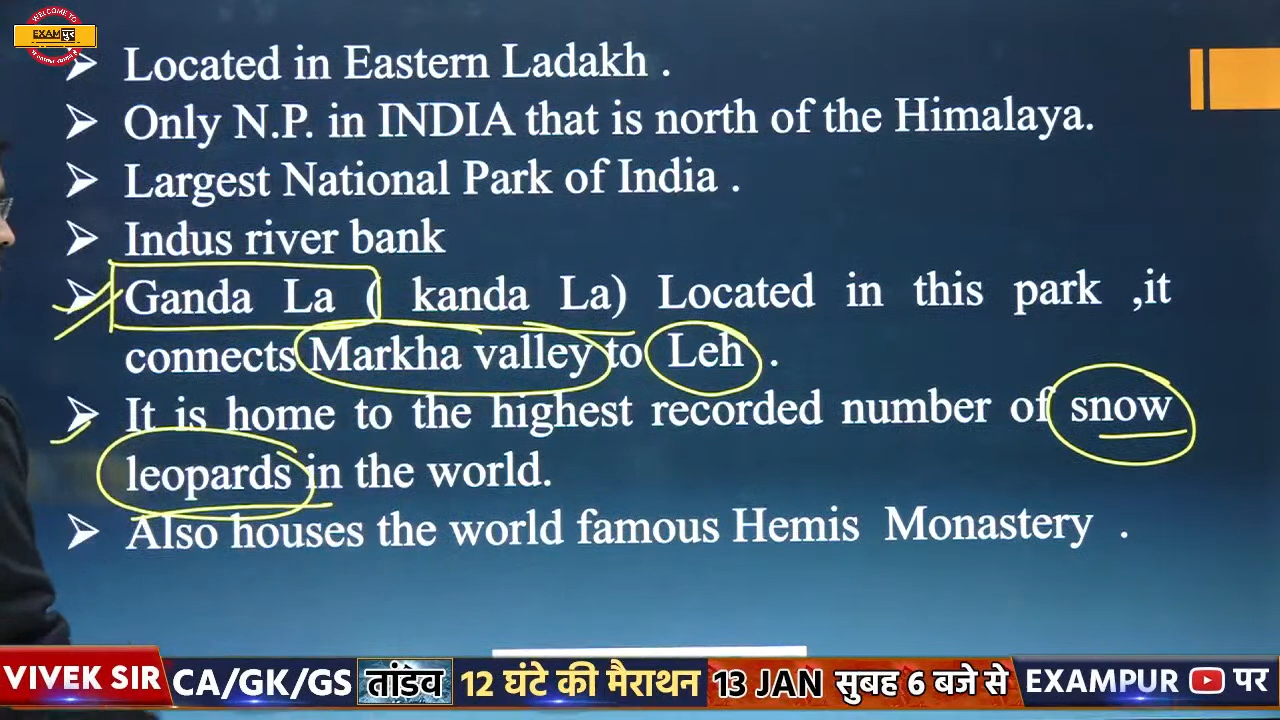 WELCOME TO
EXAMপুर
Located in Eastern Ladakh .
Only N.P. in INDIA that is north of the Himalaya.
Largest National Park of India .
Indus river bank
Ganda La ( kanda La) Located in this park ,it
connects Markha valley to Leh .
It is home to the highest recorded number of snow
leopards in the world.
Also houses the world famous Hemis Monastery .
VIVEK SIR CA/GK/GS तांडव 12 घंटे की मैराथन 13 JAN सुबह 6 बजे से EXAMPUR पर